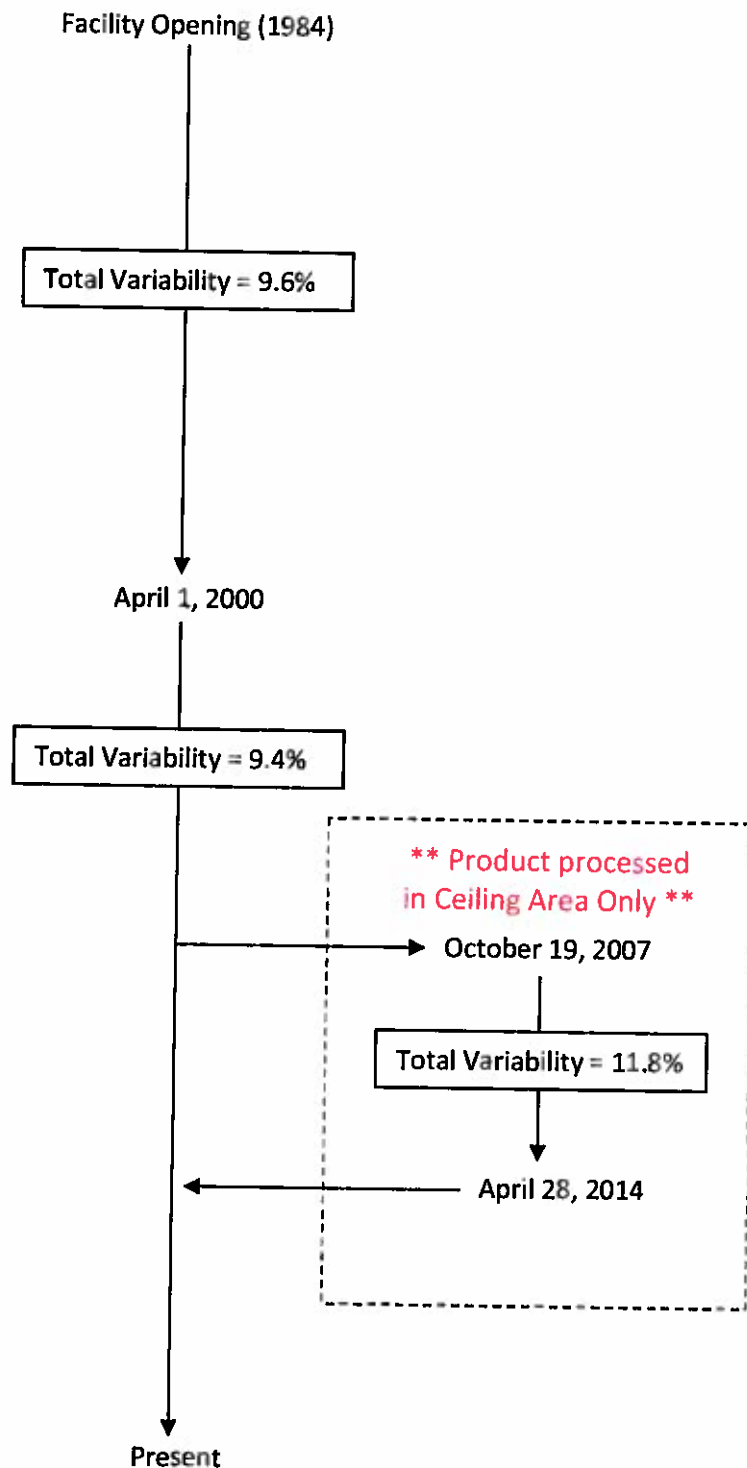 Facility Opening (1984)
Total Variability = 9.6%
April 1, 2000
Total Variability = 9.4%
** Product processed
in Ceiling Area Only **
October 19, 2007
Total Variability = 11.8%
April 28, 2014
Present